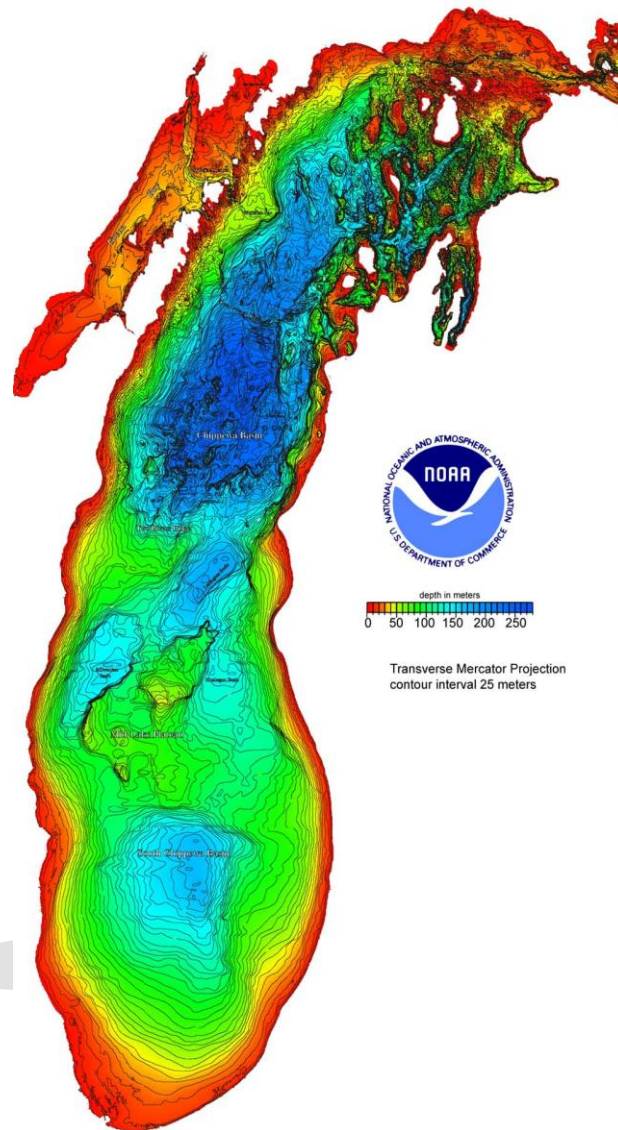 Chippewa Basin
NATIONAL OCEANIC AND ATMOSPHERIC ADMINISTRATION
NOAA
U.S. DEPARTMENT OF COMMERCE
depth in meters
0 50 100 150 200 250
Transverse Mercator Projection
contour interval 25 meters
Mid Lake Plateau
South Chippewa Basin